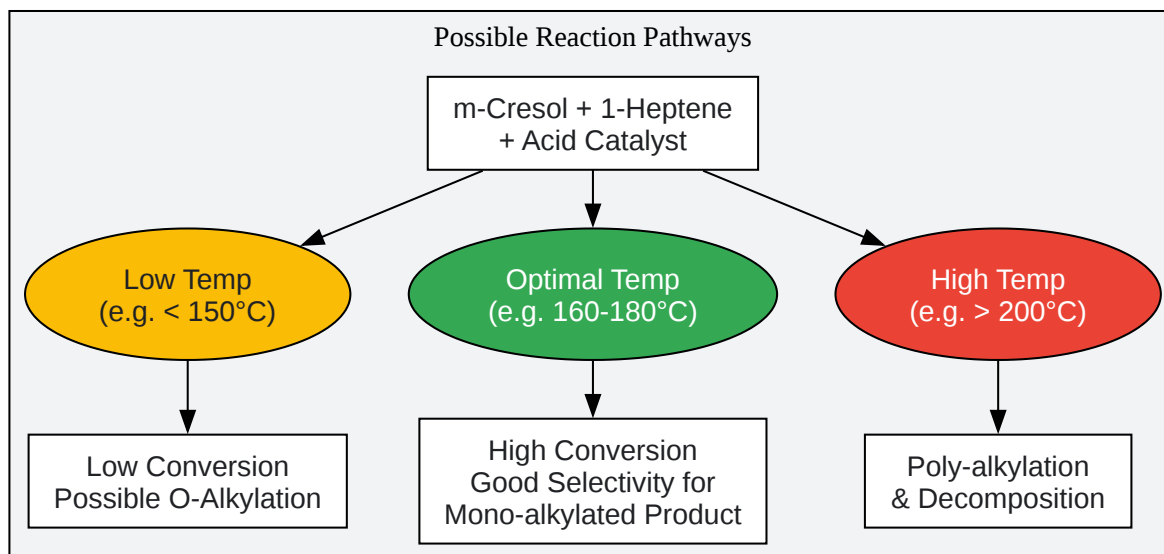 Possible Reaction Pathways
m-Cresol + 1-Heptene
+ Acid Catalyst
Low Temp
(e.g. < 150°C)
Optimal Temp
(e.g. 160-180°C)
High Temp
(e.g. > 200°C)
Low Conversion
Possible O-Alkylation
High Conversion
Good Selectivity for
Mono-alkylated Product
Poly-alkylation
& Decomposition